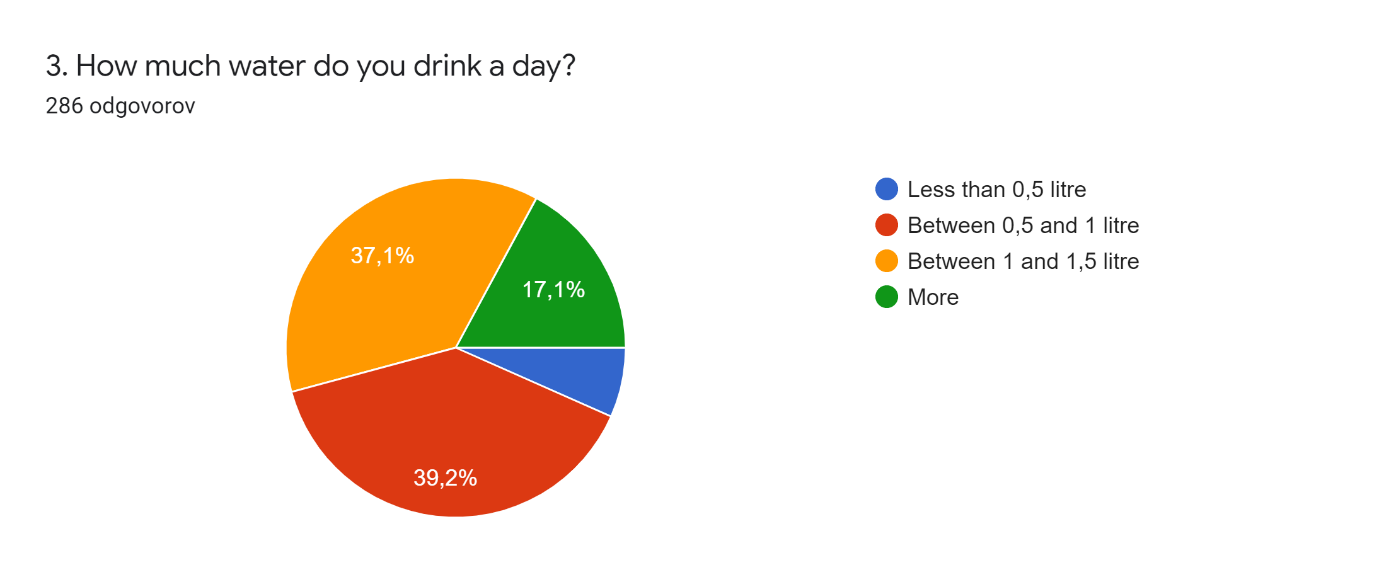 3. How much water do you drink a day?
286 odgovorov
Less than 0,5 litre
Between 0,5 and 1 litre
Between 1 and 1,5 litre
More
37,1%
17,1%
39,2%